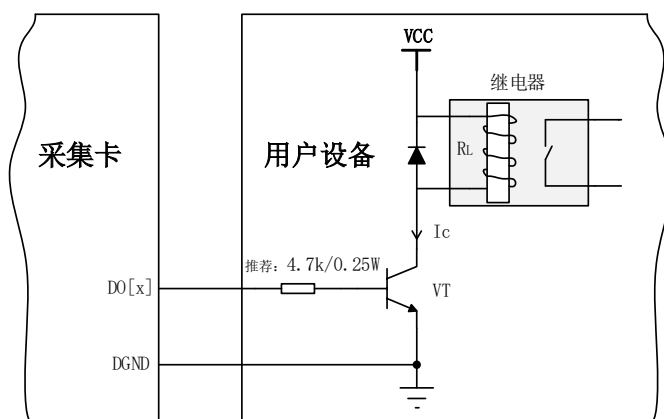 VCC
继电器
采集卡
用户设备
RL
Ic
推荐: 4.7k/0.25W
DO[x]
VT
DGND